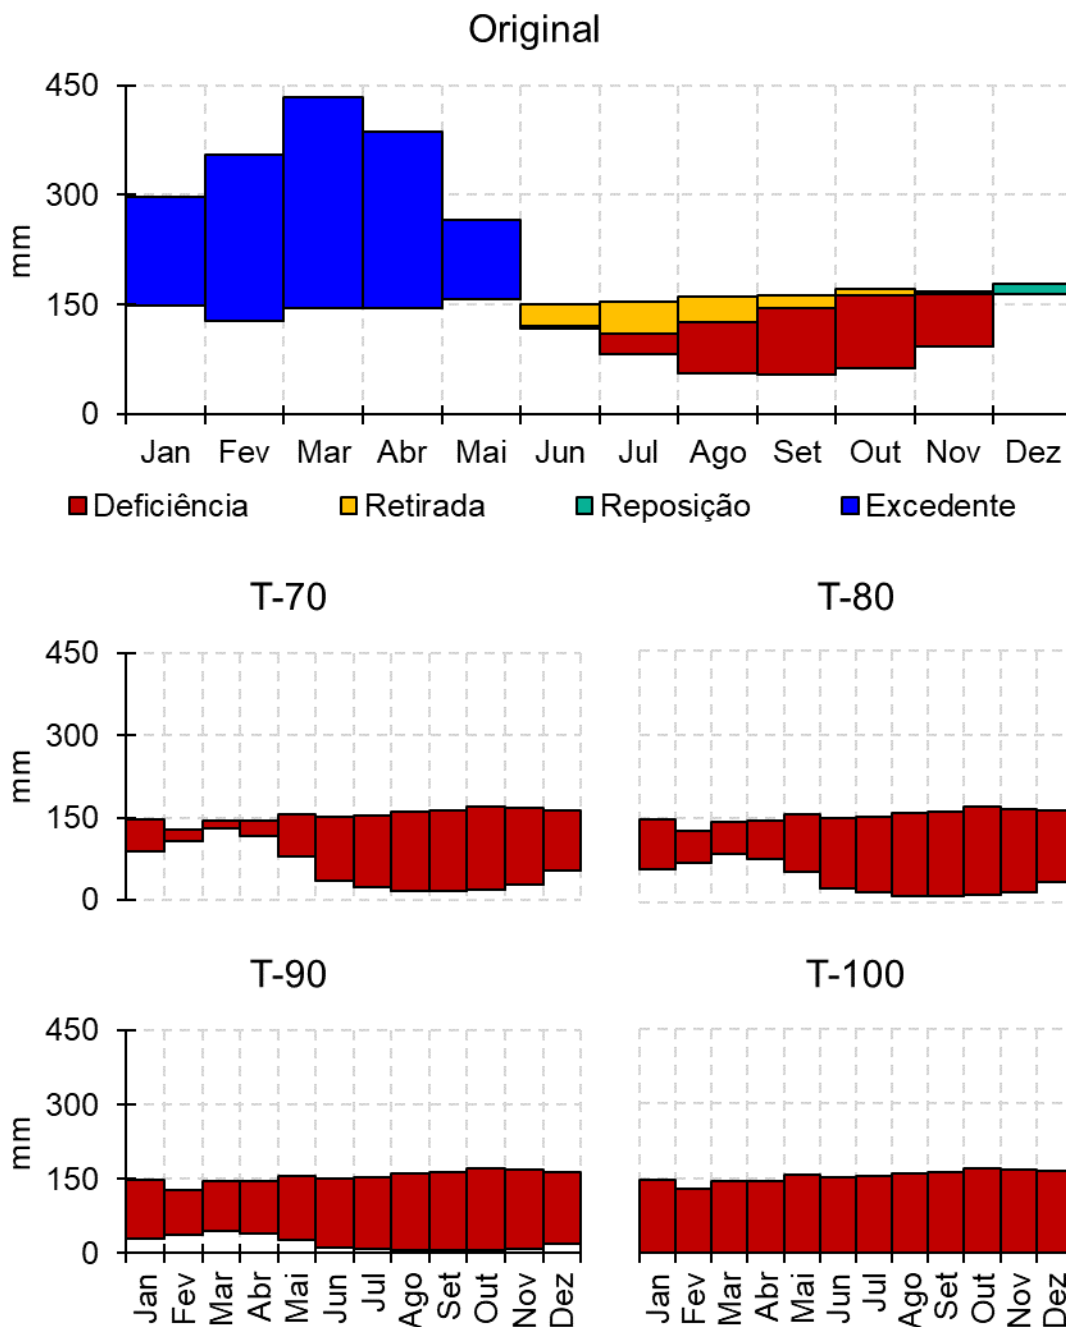 Original
450
300
150
0
mm
Jan Fev Mar Abr Mai Jun Jul Ago Set Out Nov Dez
Deficiência Retirada Reposição Excedente
T-70 T-80
450
300
150
0
mm
T-90 T-100
450
300
150
0
mm
Jan Fev Mar Abr Mai Jun Jul Ago Set Out Nov Dez Jan Fev Mar Abr Mai Jun Jul Ago Set Out Nov Dez